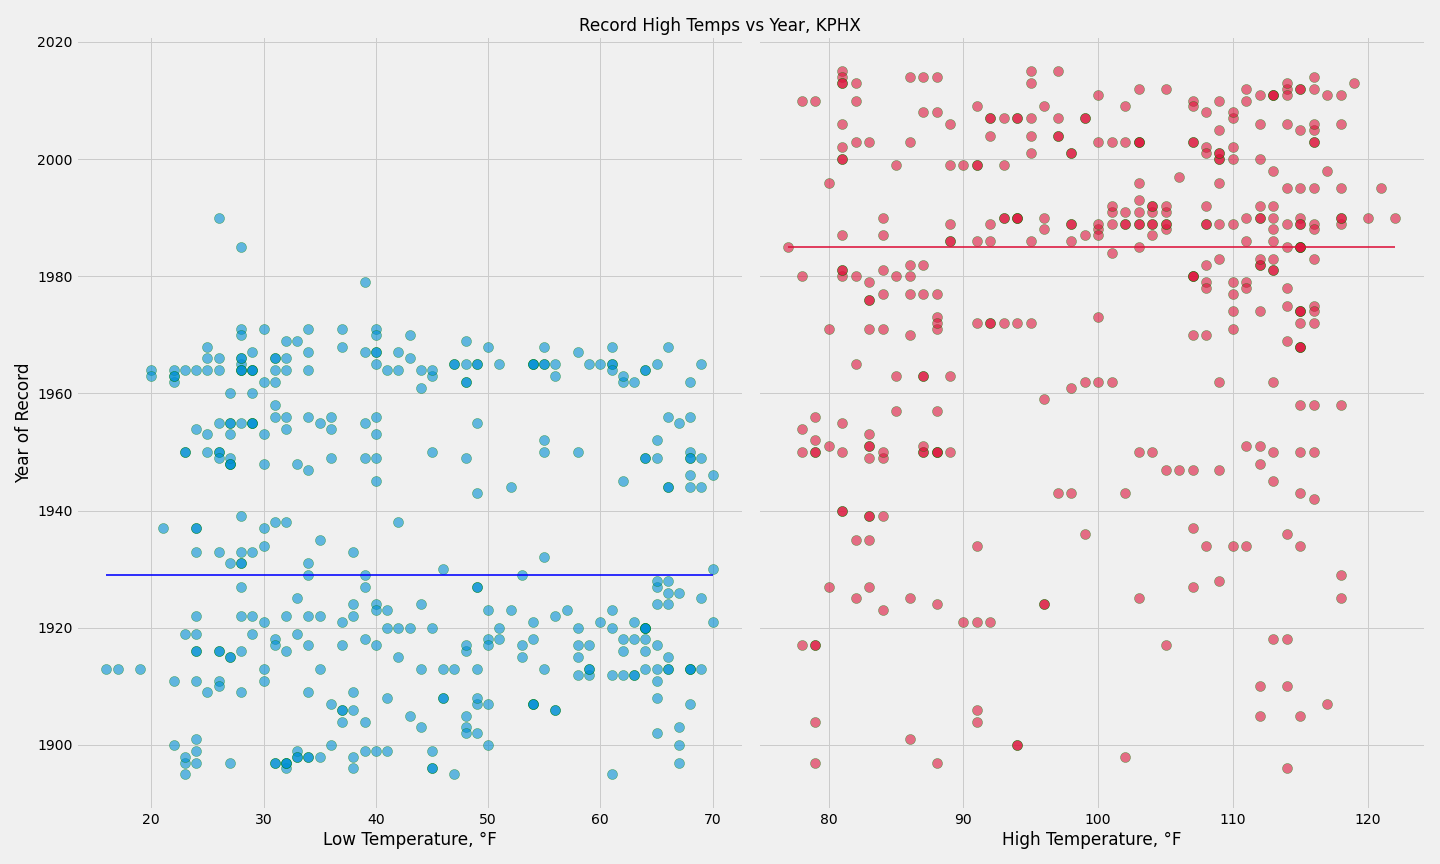 Record High Temps vs Year, KPHX
Year of Record
2020
2000
1980
1960
1940
1920
1900
20 30 40 50 60 70
80 90 100 110 120
Low Temperature, °F
High Temperature, °F